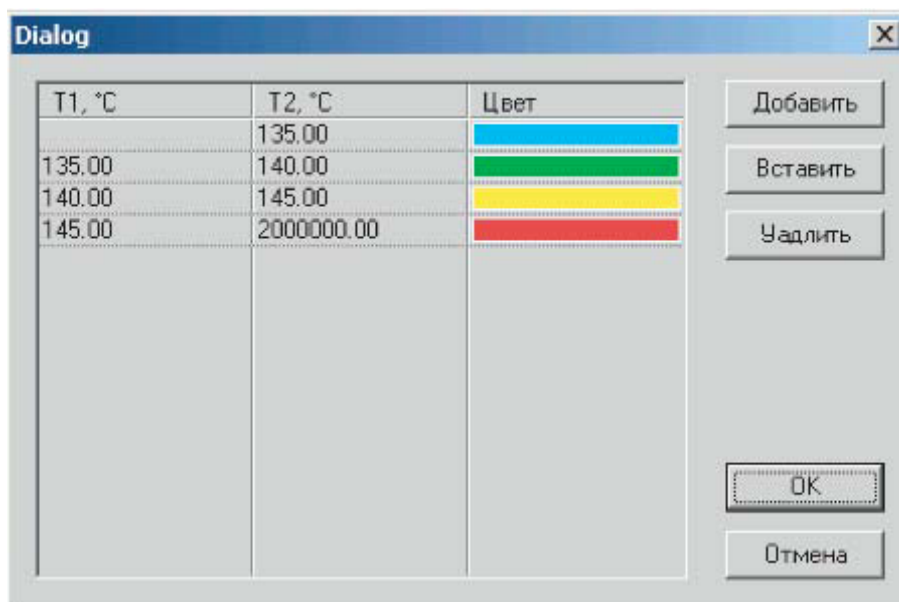 Dialog
T1, °C T2, °C Цвет
135.00
135.00 140.00
140.00 145.00
145.00 2000000.00
Добавить
Вставить
Уадлить
OK
Отмена